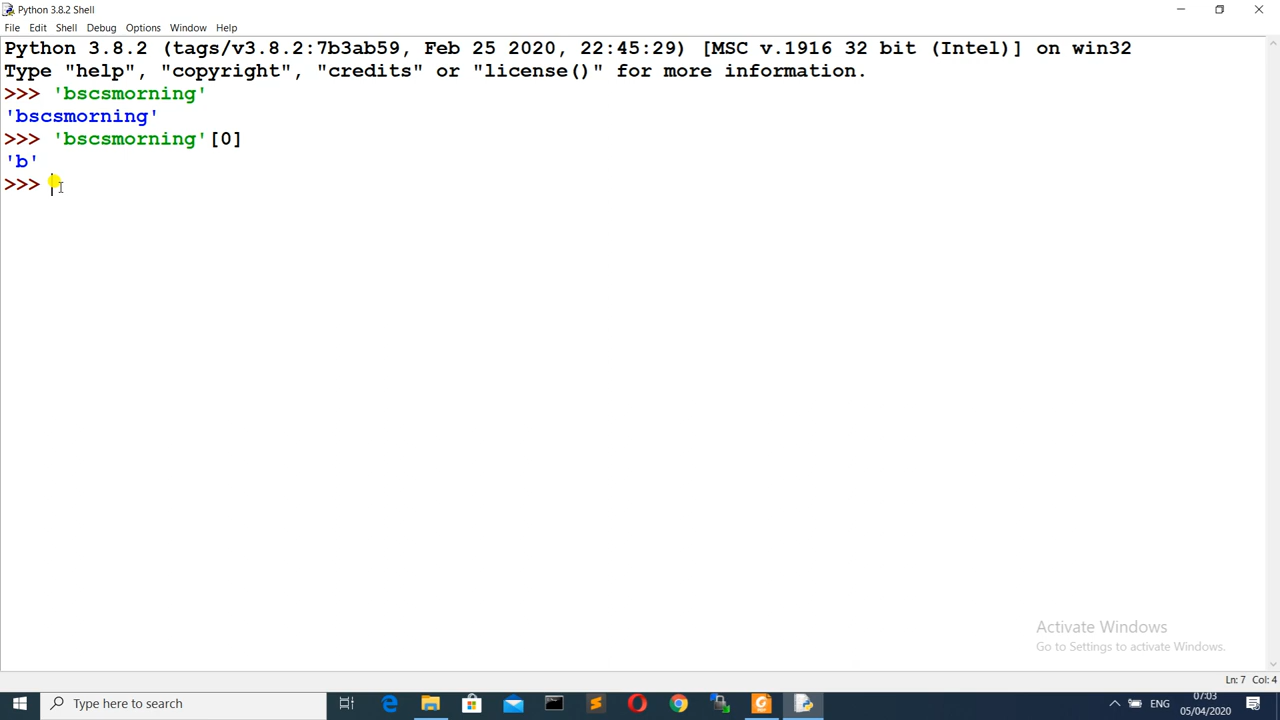 Python 3.8.2 Shell
File Edit Shell Debug Options Window Help
Python 3.8.2 (tags/v3.8.2:7b3ab59, Feb 25 2020, 22:45:29) [MSC v.1916 32 bit (Intel)] on win32
Type "help", "copyright", "credits" or "license()" for more information.
>>> 'bscsmorning'
'bscsmorning'
>>> 'bscsmorning'[0]
'b'
>>>
Activate Windows
Go to Settings to activate Windows.
Ln: 7 Col: 4
Type here to search
ENG
07:03
05/04/2020